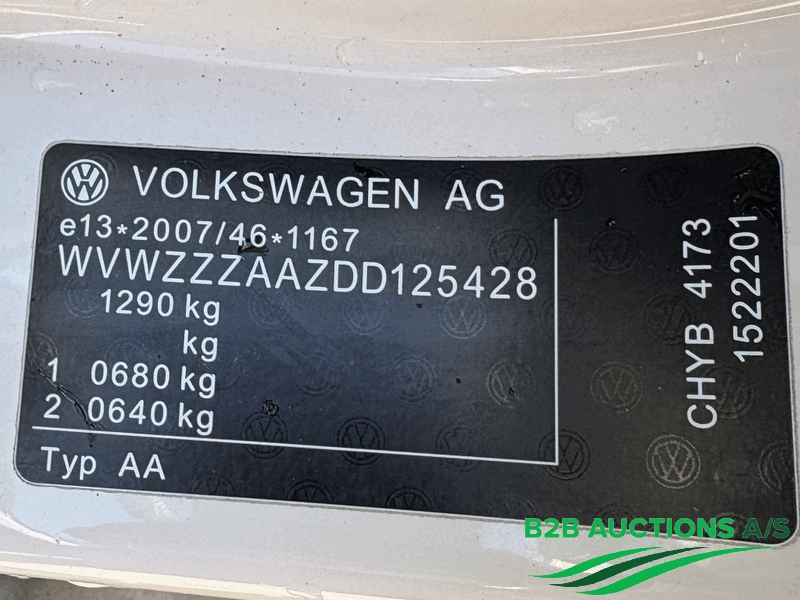 VOLKSWAGEN AG
e13*2007/46*1167
WVWZZZAAZDD125428
1290 kg
kg
1 0680 kg
2 0640 kg
Typ AA
CHYB 4173
1522201
B2B AUCTIONS A/S